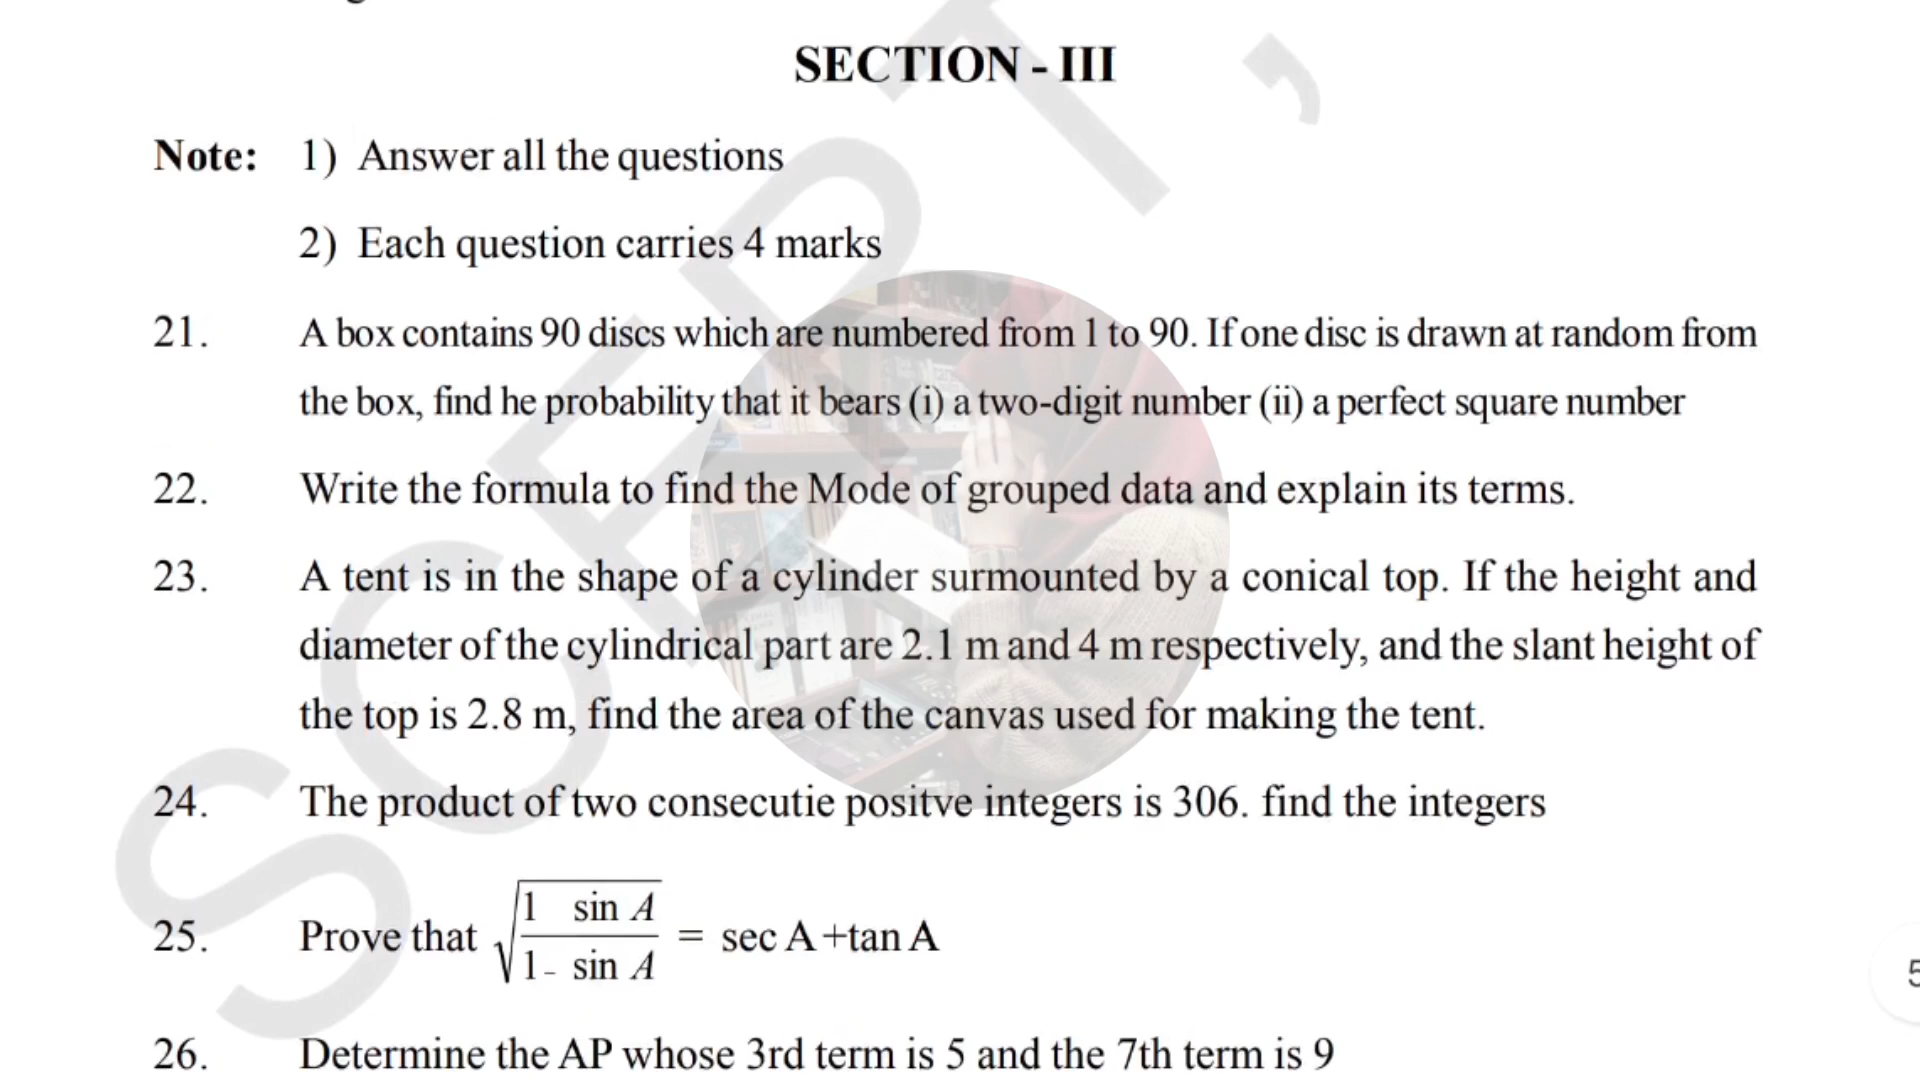 SECTION - III
Note: 1) Answer all the questions
2) Each question carries 4 marks
21. A box contains 90 discs which are numbered from 1 to 90. If one disc is drawn at random from
the box, find he probability that it bears (i) a two-digit number (ii) a perfect square number
22. Write the formula to find the Mode of grouped data and explain its terms.
23. A tent is in the shape of a cylinder surmounted by a conical top. If the height and
diameter of the cylindrical part are 2.1 m and 4 m respectively, and the slant height of
the top is 2.8 m, find the area of the canvas used for making the tent.
24. The product of two consecutie positve integers is 306. find the integers
25. Prove that √(1 sin A / 1- sin A) = sec A+tan A
26. Determine the AP whose 3rd term is 5 and the 7th term is 9
SCERT,
5